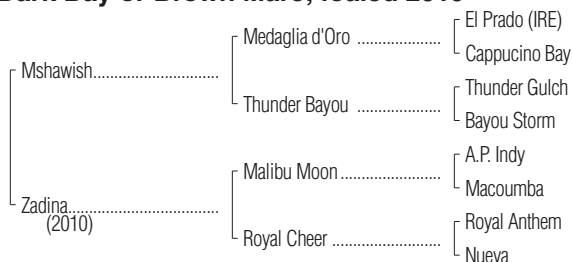 Dark Bay or Brown Mare; foaled
El Prado (IRE)
Medaglia d'Oro ....................
Cappucino Bay
Mshawish..............................
Thunder Gulch
Thunder Bayou ....................
Bayou Storm
A.P. Indy
Malibu Moon ........................
Macoumba
Zadina....................................
(2010)
Royal Anthem
Royal Cheer ..........................
Nueva